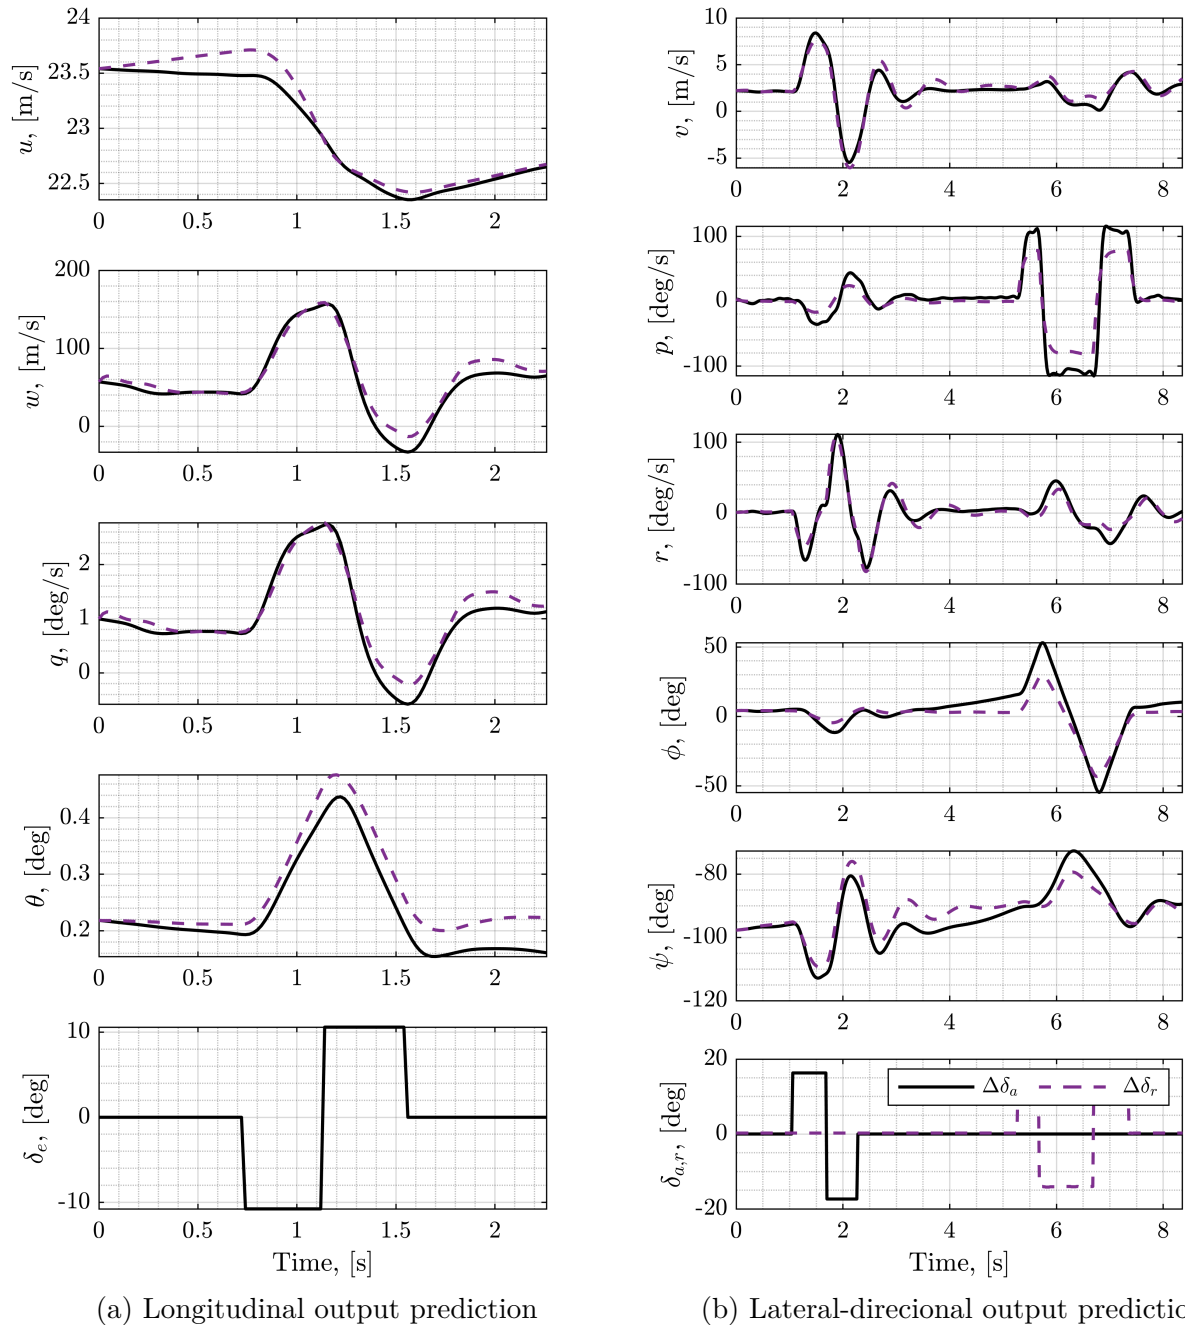 24
23.5
23
22.5
u, [m/s]
0 0.5 1 1.5 2
200
100
0
w, [m/s]
0 0.5 1 1.5 2
2
1
0
q, [deg/s]
0 0.5 1 1.5 2
0.4
0.3
0.2
θ, [deg]
0 0.5 1 1.5 2
10
0
-10
δe, [deg]
0 0.5 1 1.5 2
Time, [s]
(a) Longitudinal output prediction
10
5
0
-5
v, [m/s]
0 2 4 6 8
100
0
-100
p, [deg/s]
0 2 4 6 8
100
0
-100
r, [deg/s]
0 2 4 6 8
50
0
-50
ϕ, [deg]
0 2 4 6 8
-80
-100
-120
ψ, [deg]
0 2 4 6 8
20
0
-20
δa,r, [deg]
Δδa Δδr
0 2 4 6 8
Time, [s]
(b) Lateral-direcional output predictio